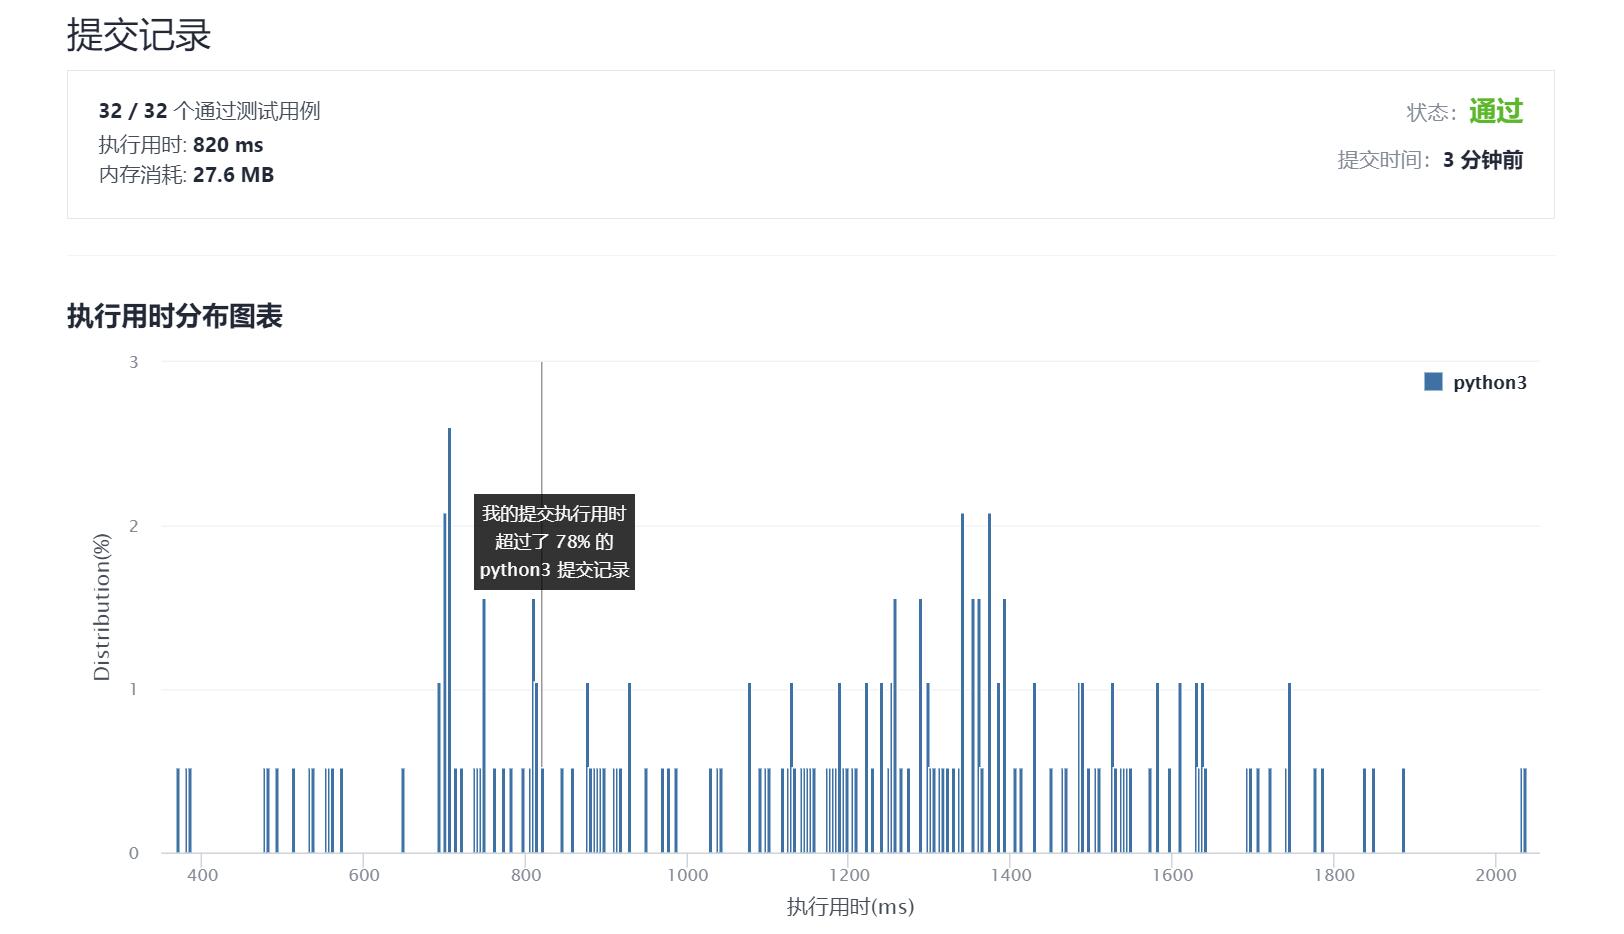 提交记录
32 / 32 个通过测试用例
状态：通过
执行用时: 820 ms
提交时间：3 分钟前
内存消耗: 27.6 MB
执行用时分布图表
3
python3
2
我的提交执行用时
超过了 78% 的
python3 提交记录
Distribution(%)
1
0
400 600 800 1000 1200 1400 1600 1800 2000
执行用时(ms)